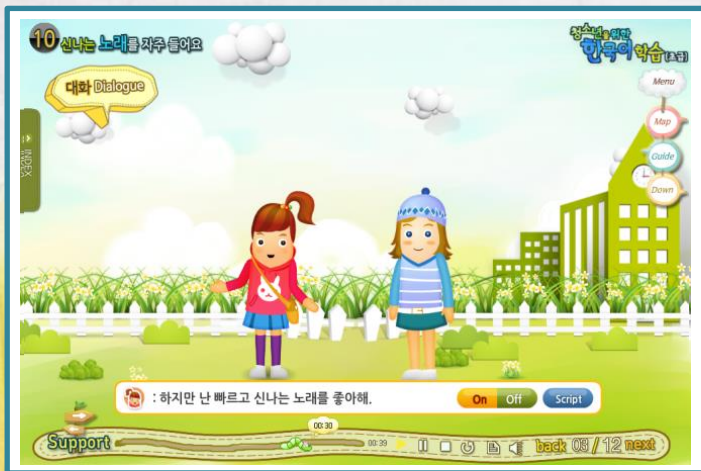 10 신나는 노래를 자주 들어요
청소년을 위한
한국어 학습 (초급)
대화 Dialogue
Menu
Map
Guide
Down
INDEX
: 하지만 난 빠르고 신나는 노래를 좋아해.
On Off Script
00:30
Support 00:39 back 03 / 12 next